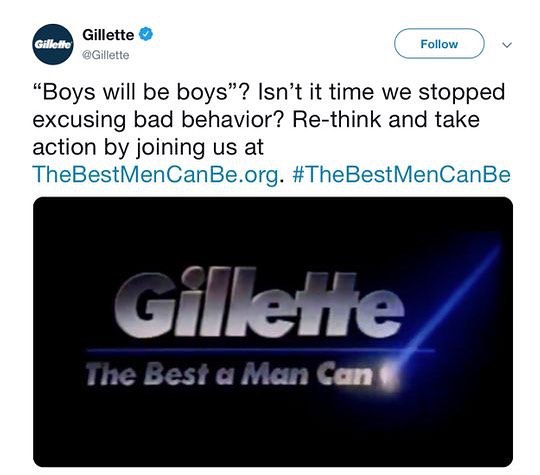 Gillette
Gillette
@Gillette
Follow
“Boys will be boys”? Isn’t it time we stopped
excusing bad behavior? Re-think and take
action by joining us at
TheBestMenCanBe.org. #TheBestMenCanBe
Gillette
The Best a Man Can